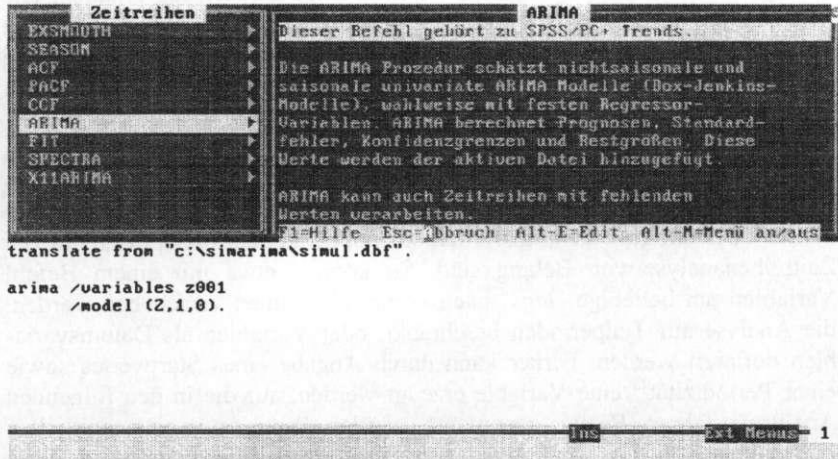 Zeitreihen
EXSMOOTH
SEASON
ACF
PACF
CCF
ARIMA
FIT
SPECTRA
X11ARIMA
ARIMA
Dieser Befehl gehört zu SPSS/PC+ Trends.
Die ARIMA Prozedur schätzt nichtsaisonale und
saisonale univariate ARIMA Modelle (Box-Jenkins-
Modelle), wahlweise mit festen Regressor-
Variablen. ARIMA berechnet Prognosen, Standard-
fehler, Konfidenzgrenzen und Restgrößen. Diese
Werte werden der aktiven Datei hinzugefügt.
ARIMA kann auch Zeitreihen mit fehlenden
Werten verarbeiten.
F1=Hilfe Esc=Abbruch Alt-E=Edit Alt-M=Menü an/aus
translate from "c:\simarima\simul.dbf".
arima /variables z001
/model (2,1,0).
Ins Ext Menus 1